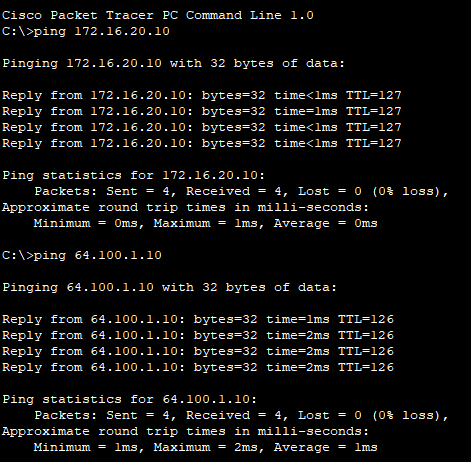 Cisco Packet Tracer PC Command Line 1.0
C:\>ping 172.16.20.10
Pinging 172.16.20.10 with 32 bytes of data:
Reply from 172.16.20.10: bytes=32 time<1ms TTL=127
Reply from 172.16.20.10: bytes=32 time=1ms TTL=127
Reply from 172.16.20.10: bytes=32 time<1ms TTL=127
Reply from 172.16.20.10: bytes=32 time<1ms TTL=127
Ping statistics for 172.16.20.10:
Packets: Sent = 4, Received = 4, Lost = 0 (0% loss),
Approximate round trip times in milli-seconds:
Minimum = 0ms, Maximum = 1ms, Average = 0ms
C:\>ping 64.100.1.10
Pinging 64.100.1.10 with 32 bytes of data:
Reply from 64.100.1.10: bytes=32 time=1ms TTL=126
Reply from 64.100.1.10: bytes=32 time=2ms TTL=126
Reply from 64.100.1.10: bytes=32 time=2ms TTL=126
Reply from 64.100.1.10: bytes=32 time=2ms TTL=126
Ping statistics for 64.100.1.10:
Packets: Sent = 4, Received = 4, Lost = 0 (0% loss),
Approximate round trip times in milli-seconds:
Minimum = 1ms, Maximum = 2ms, Average = 1ms